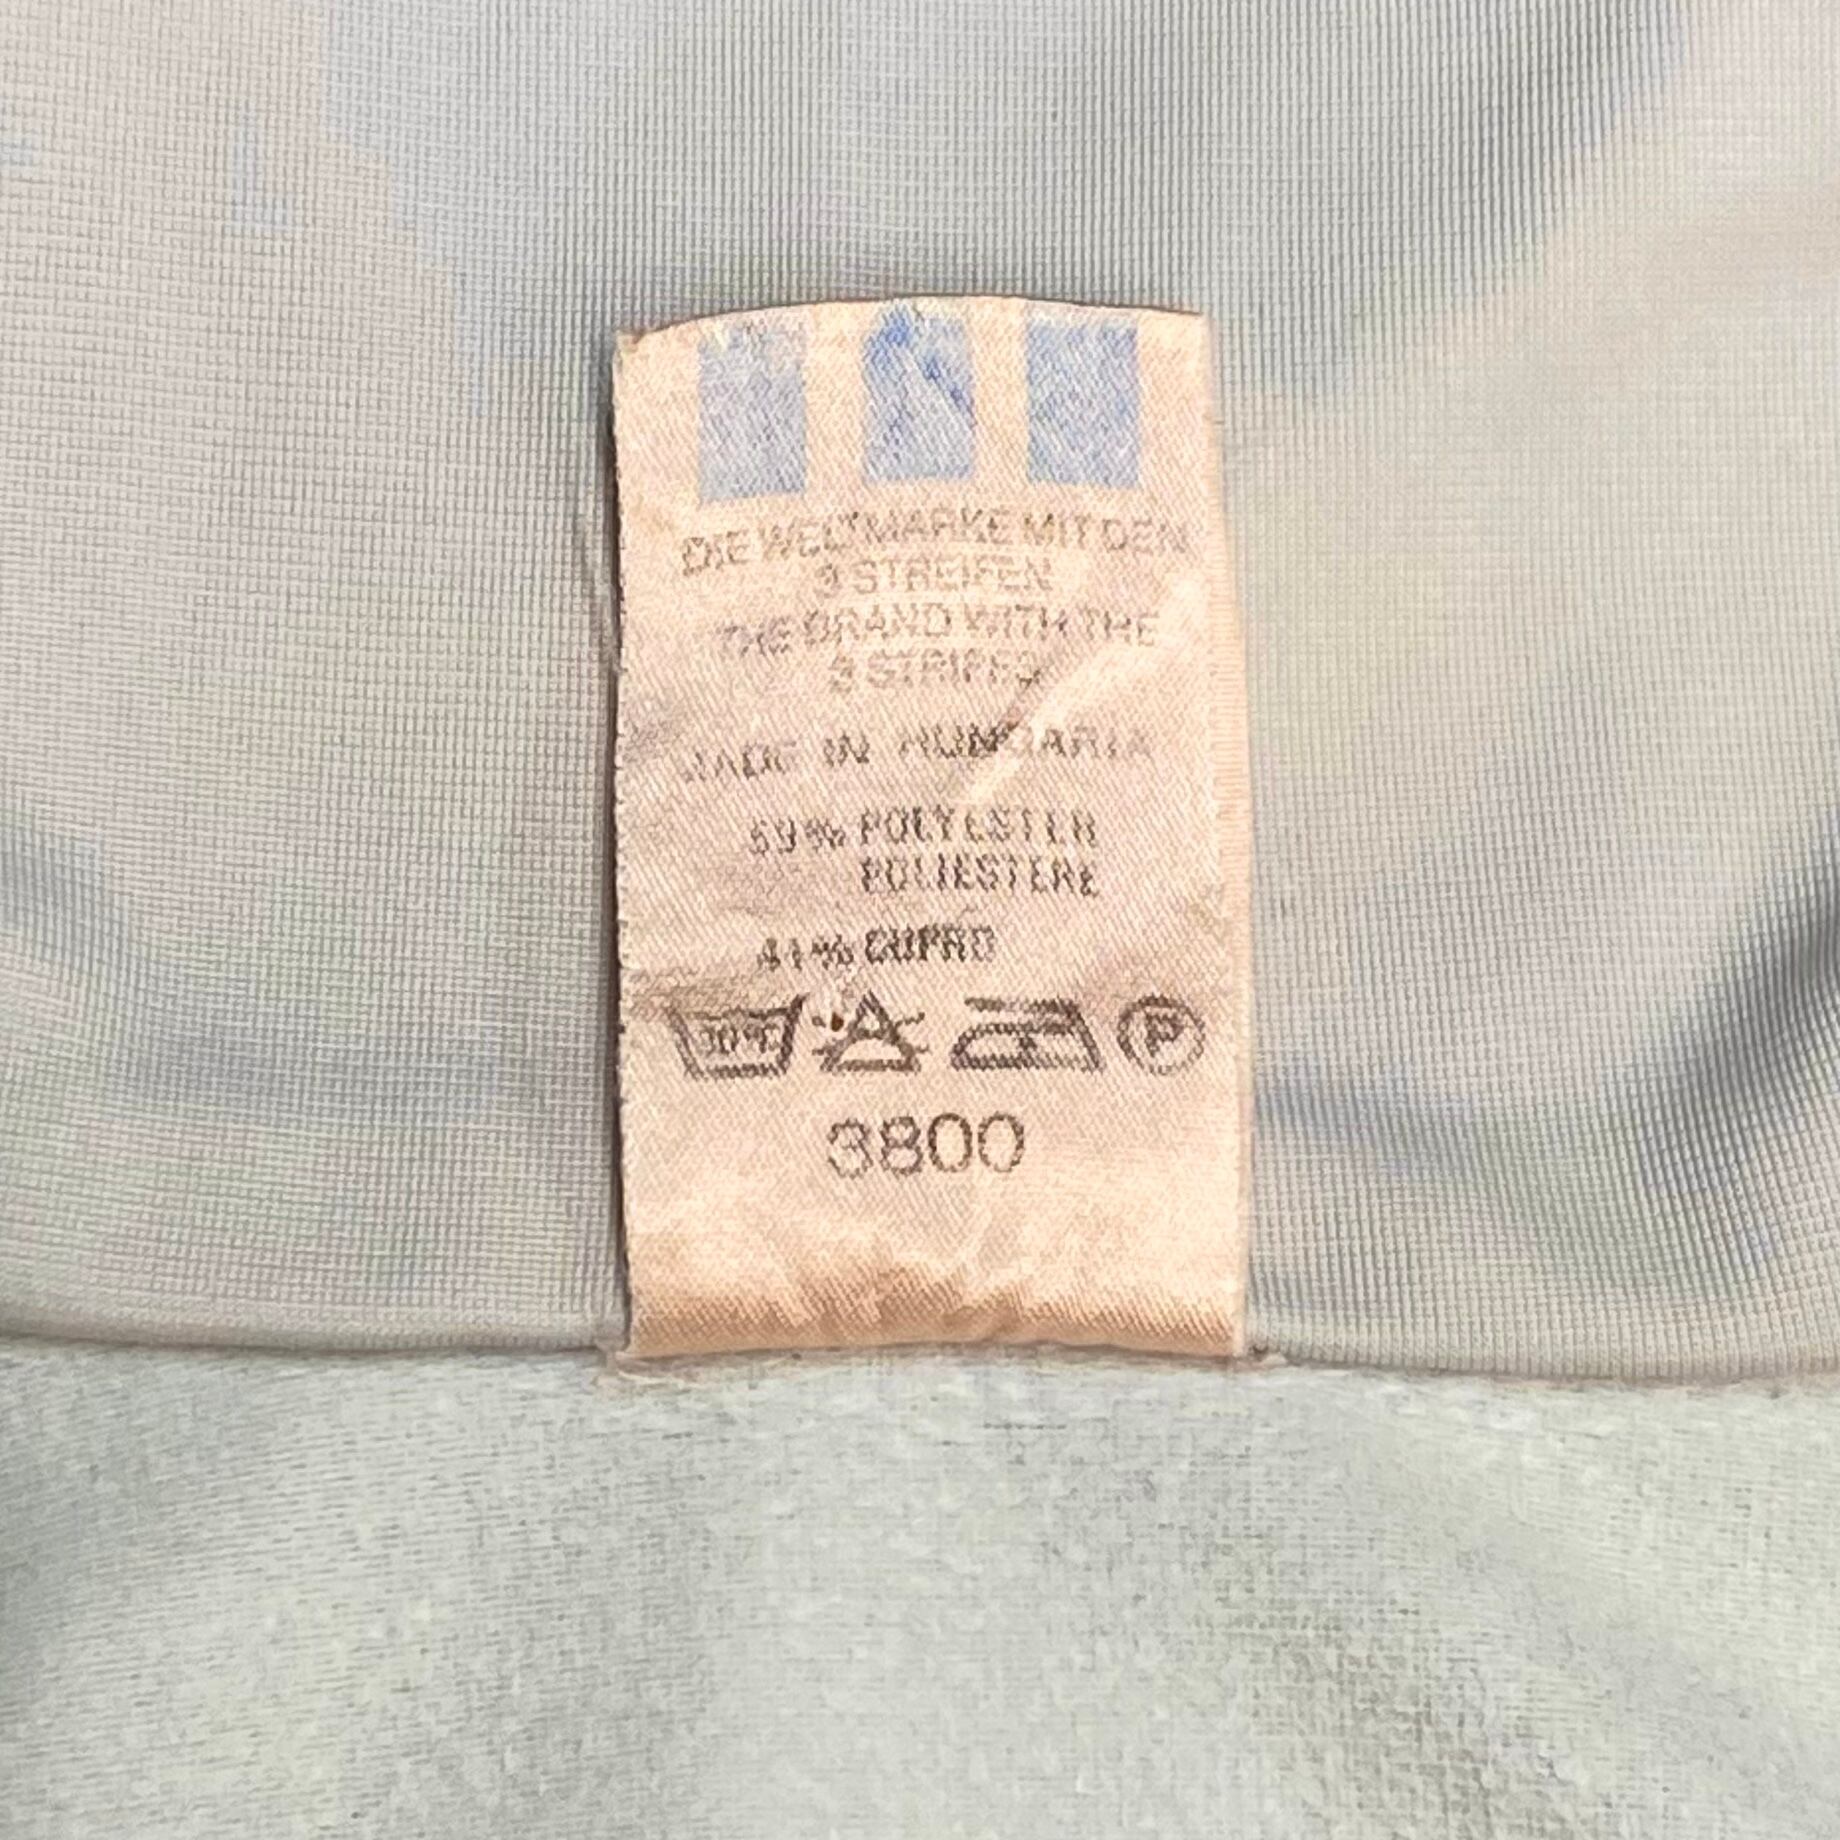 DIE WELTMARKE MIT DEN
3 STREIFEN
THE BRAND WITH THE
3 STRIPES
MADE IN HUNGARIA
59% POLYESTER
POLIESTERE
41% CUPRO
30°C P
3800